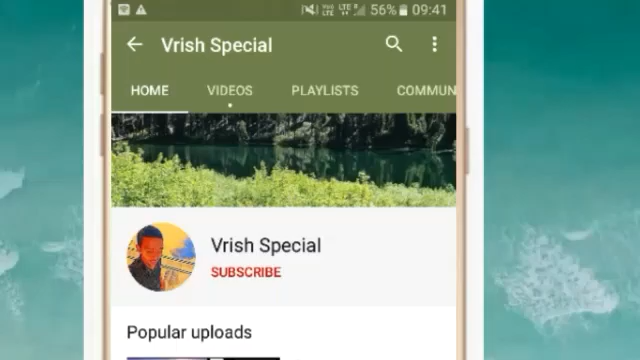 56% 09:41
Vrish Special
HOME VIDEOS PLAYLISTS COMMUN
Vrish Special
SUBSCRIBE
Popular uploads